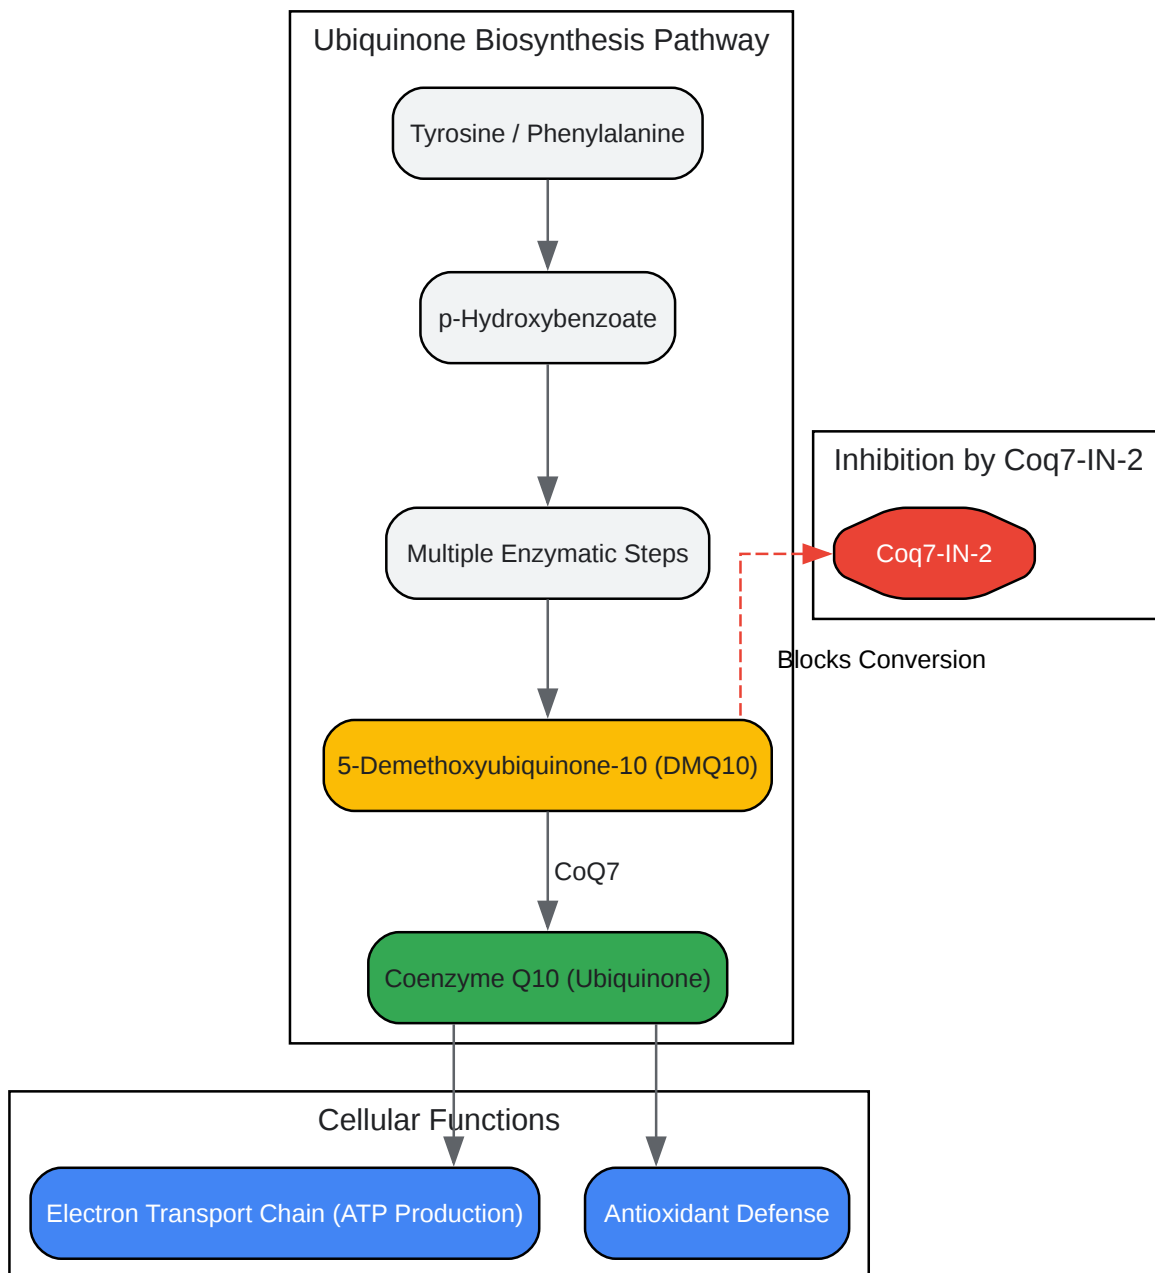 Ubiquinone Biosynthesis Pathway
Tyrosine / Phenylalanine
p-Hydroxybenzoate
Inhibition by Coq7-IN-2
Multiple Enzymatic Steps
Coq7-IN-2
Blocks Conversion
5-Demethoxyubiquinone-10 (DMQ10)
CoQ7
Coenzyme Q10 (Ubiquinone)
Cellular Functions
Electron Transport Chain (ATP Production)
Antioxidant Defense